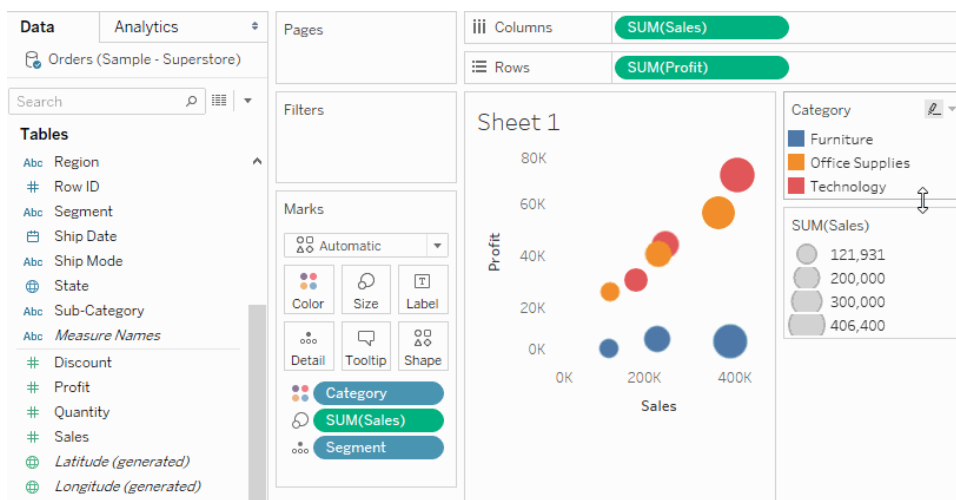 Data
Analytics
Orders (Sample - Superstore)
Search
Tables
Abc Region
# Row ID
Abc Segment
Ship Date
Abc Ship Mode
State
Abc Sub-Category
Abc Measure Names
# Discount
# Profit
# Quantity
# Sales
Latitude (generated)
Longitude (generated)
Pages
Filters
Marks
Automatic
Color Size Label
Detail Tooltip Shape
Category
SUM(Sales)
Segment
Columns SUM(Sales)
Rows SUM(Profit)
Sheet 1
80K
60K
40K
20K
0K
Profit
0K 200K 400K
Sales
Category
Furniture
Office Supplies
Technology
SUM(Sales)
121,931
200,000
300,000
406,400